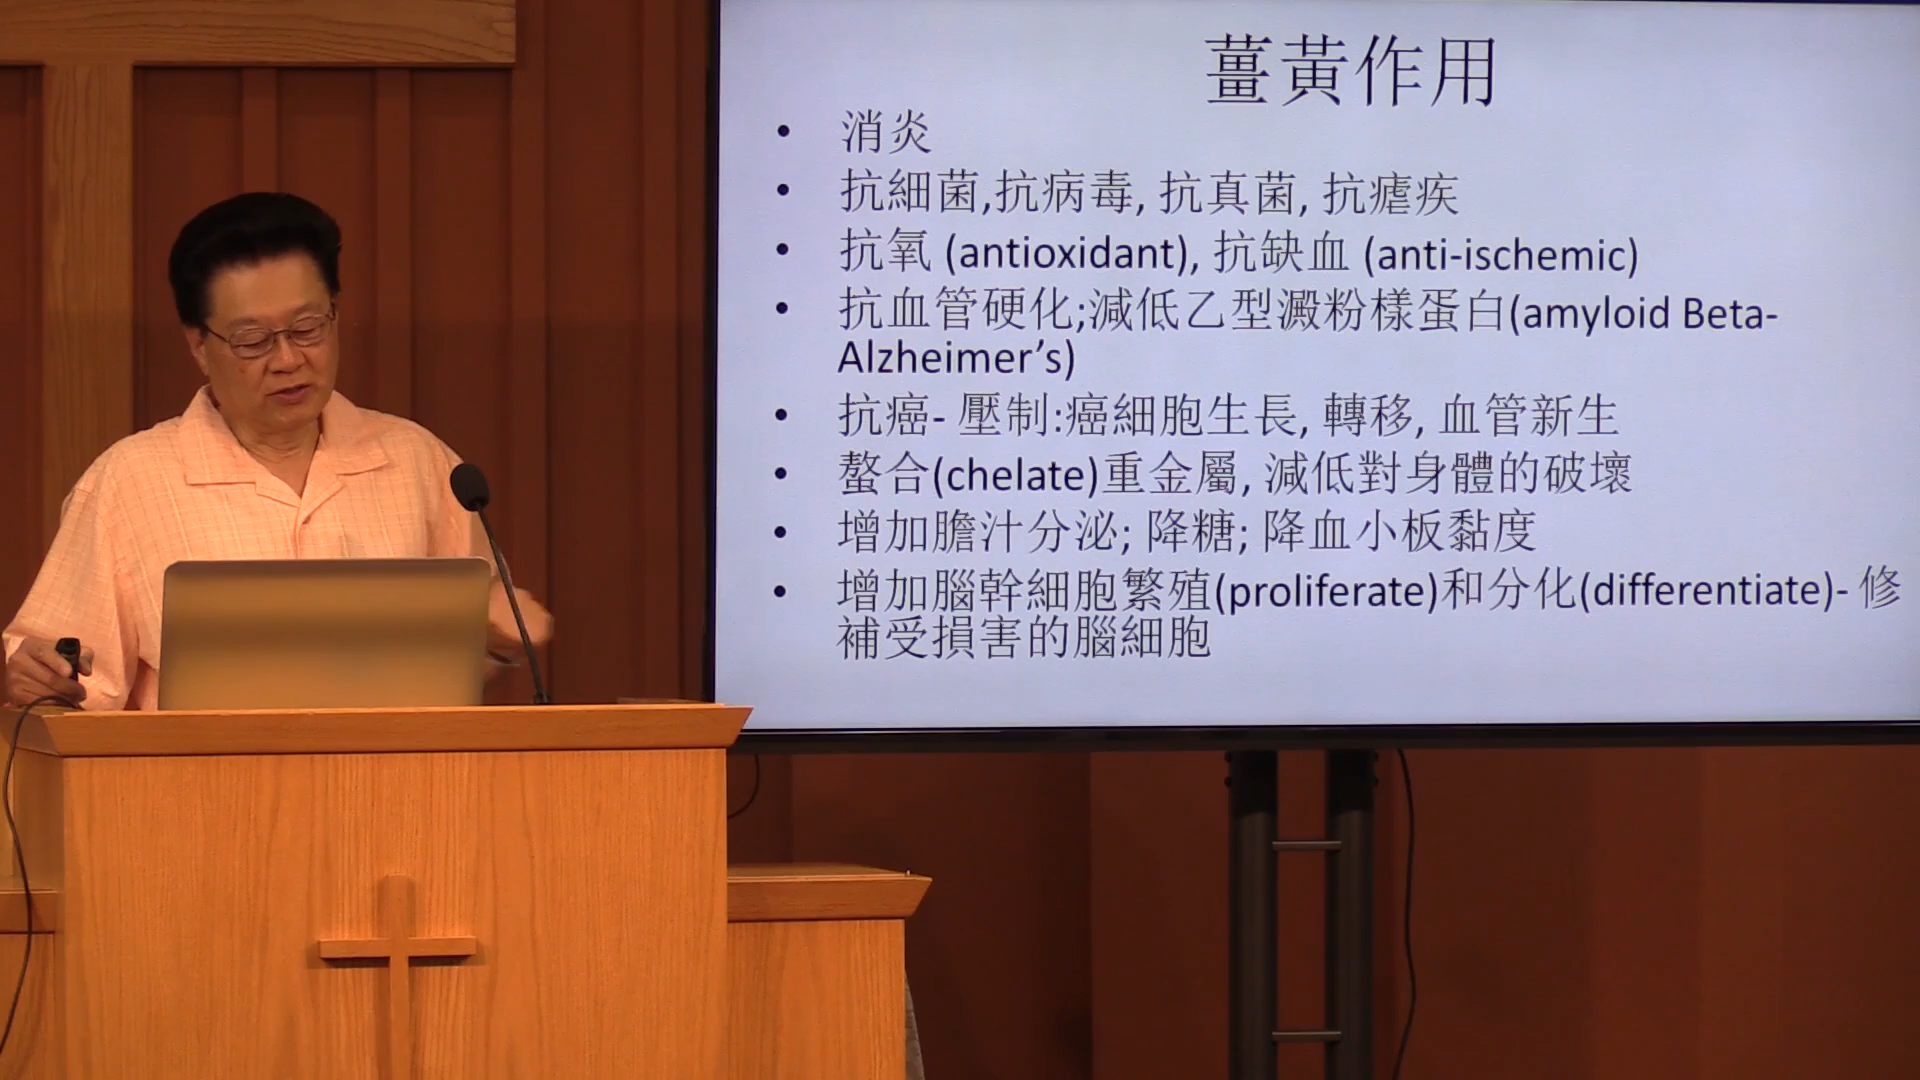 薑黃作用
• 消炎
• 抗細菌,抗病毒, 抗真菌, 抗瘧疾
• 抗氧 (antioxidant), 抗缺血 (anti-ischemic)
• 抗血管硬化;減低乙型澱粉樣蛋白(amyloid Beta-
Alzheimer’s)
• 抗癌- 壓制:癌細胞生長, 轉移, 血管新生
• 螯合(chelate)重金屬, 減低對身體的破壞
• 增加膽汁分泌; 降糖; 降血小板黏度
• 增加腦幹細胞繁殖(proliferate)和分化(differentiate)- 修
補受損害的腦細胞